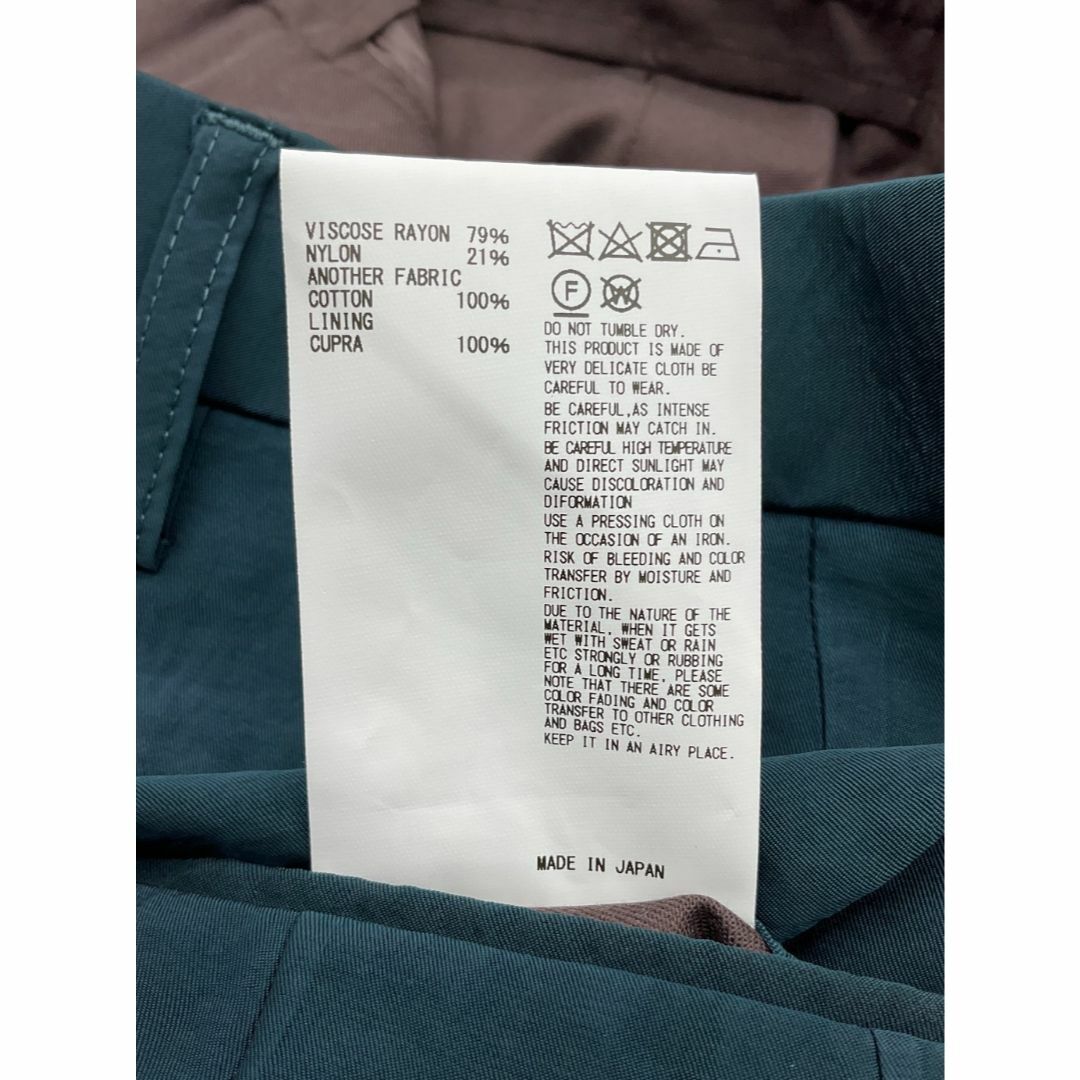 VISCOSE RAYON 79%
NYLON 21%
ANOTHER FABRIC
COTTON 100%
LINING
CUPRA 100%
F
W
DO NOT TUMBLE DRY.
THIS PRODUCT IS MADE OF
VERY DELICATE CLOTH BE
CAREFUL TO WEAR.
BE CAREFUL,AS INTENSE
FRICTION MAY CATCH IN.
BE CAREFUL HIGH TEMPERATURE
AND DIRECT SUNLIGHT MAY
CAUSE DISCOLORATION AND
DIFORMATION
USE A PRESSING CLOTH ON
THE OCCASION OF AN IRON.
RISK OF BLEEDING AND COLOR
TRANSFER BY MOISTURE AND
FRICTION.
DUE TO THE NATURE OF THE
MATERIAL, WHEN IT GETS
WET WITH SWEAT OR RAIN
ETC STRONGLY OR RUBBING
FOR A LONG TIME, PLEASE
NOTE THAT THERE ARE SOME
COLOR FADING AND COLOR
TRANSFER TO OTHER CLOTHING
AND BAGS ETC.
KEEP IT IN AN AIRY PLACE.
MADE IN JAPAN